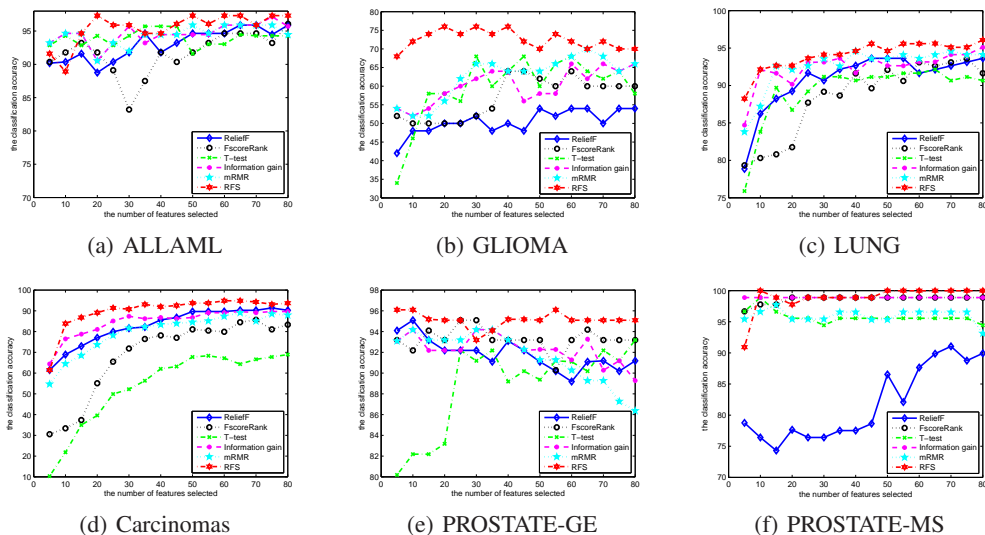 the classification accuracy
95
90
85
80
75
70
0 10 20 30 40 50 60 70 80
the number of features selected
ReliefF
FscoreRank
T-test
Information gain
mRMR
RFS
(a) ALLAML
the classification accuracy
80
75
70
65
60
55
50
45
40
35
30
0 10 20 30 40 50 60 70 80
the number of features selected
ReliefF
FscoreRank
T-test
Information gain
mRMR
RFS
(b) GLIOMA
the classification accuracy
95
90
85
80
75
0 10 20 30 40 50 60 70 80
the number of features selected
ReliefF
FscoreRank
T-test
Information gain
mRMR
RFS
(c) LUNG
the classification accuracy
100
90
80
70
60
50
40
30
20
10
0 10 20 30 40 50 60 70 80
the number of features selected
ReliefF
FscoreRank
T-test
Information gain
mRMR
RFS
(d) Carcinomas
the classification accuracy
98
96
94
92
90
88
86
84
82
80
0 10 20 30 40 50 60 70 80
the number of features selected
ReliefF
FscoreRank
T-test
Information gain
mRMR
RFS
(e) PROSTATE-GE
the classification accuracy
100
95
90
85
80
75
70
0 10 20 30 40 50 60 70 80
the number of features selected
ReliefF
FscoreRank
T-test
Information gain
mRMR
RFS
(f) PROSTATE-MS